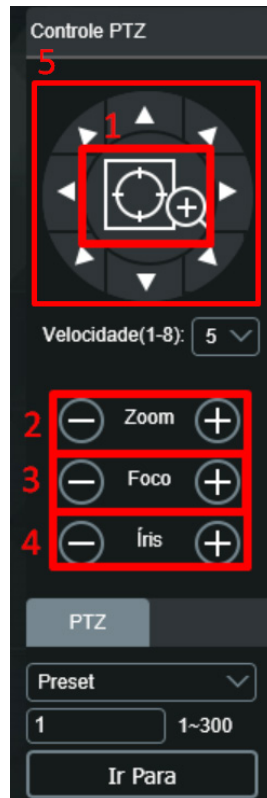 Controle PTZ
5
1
Velocidade(1-8): 5
2 Zoom
3 Foco
4 Íris
PTZ
Preset
1 1~300
Ir Para